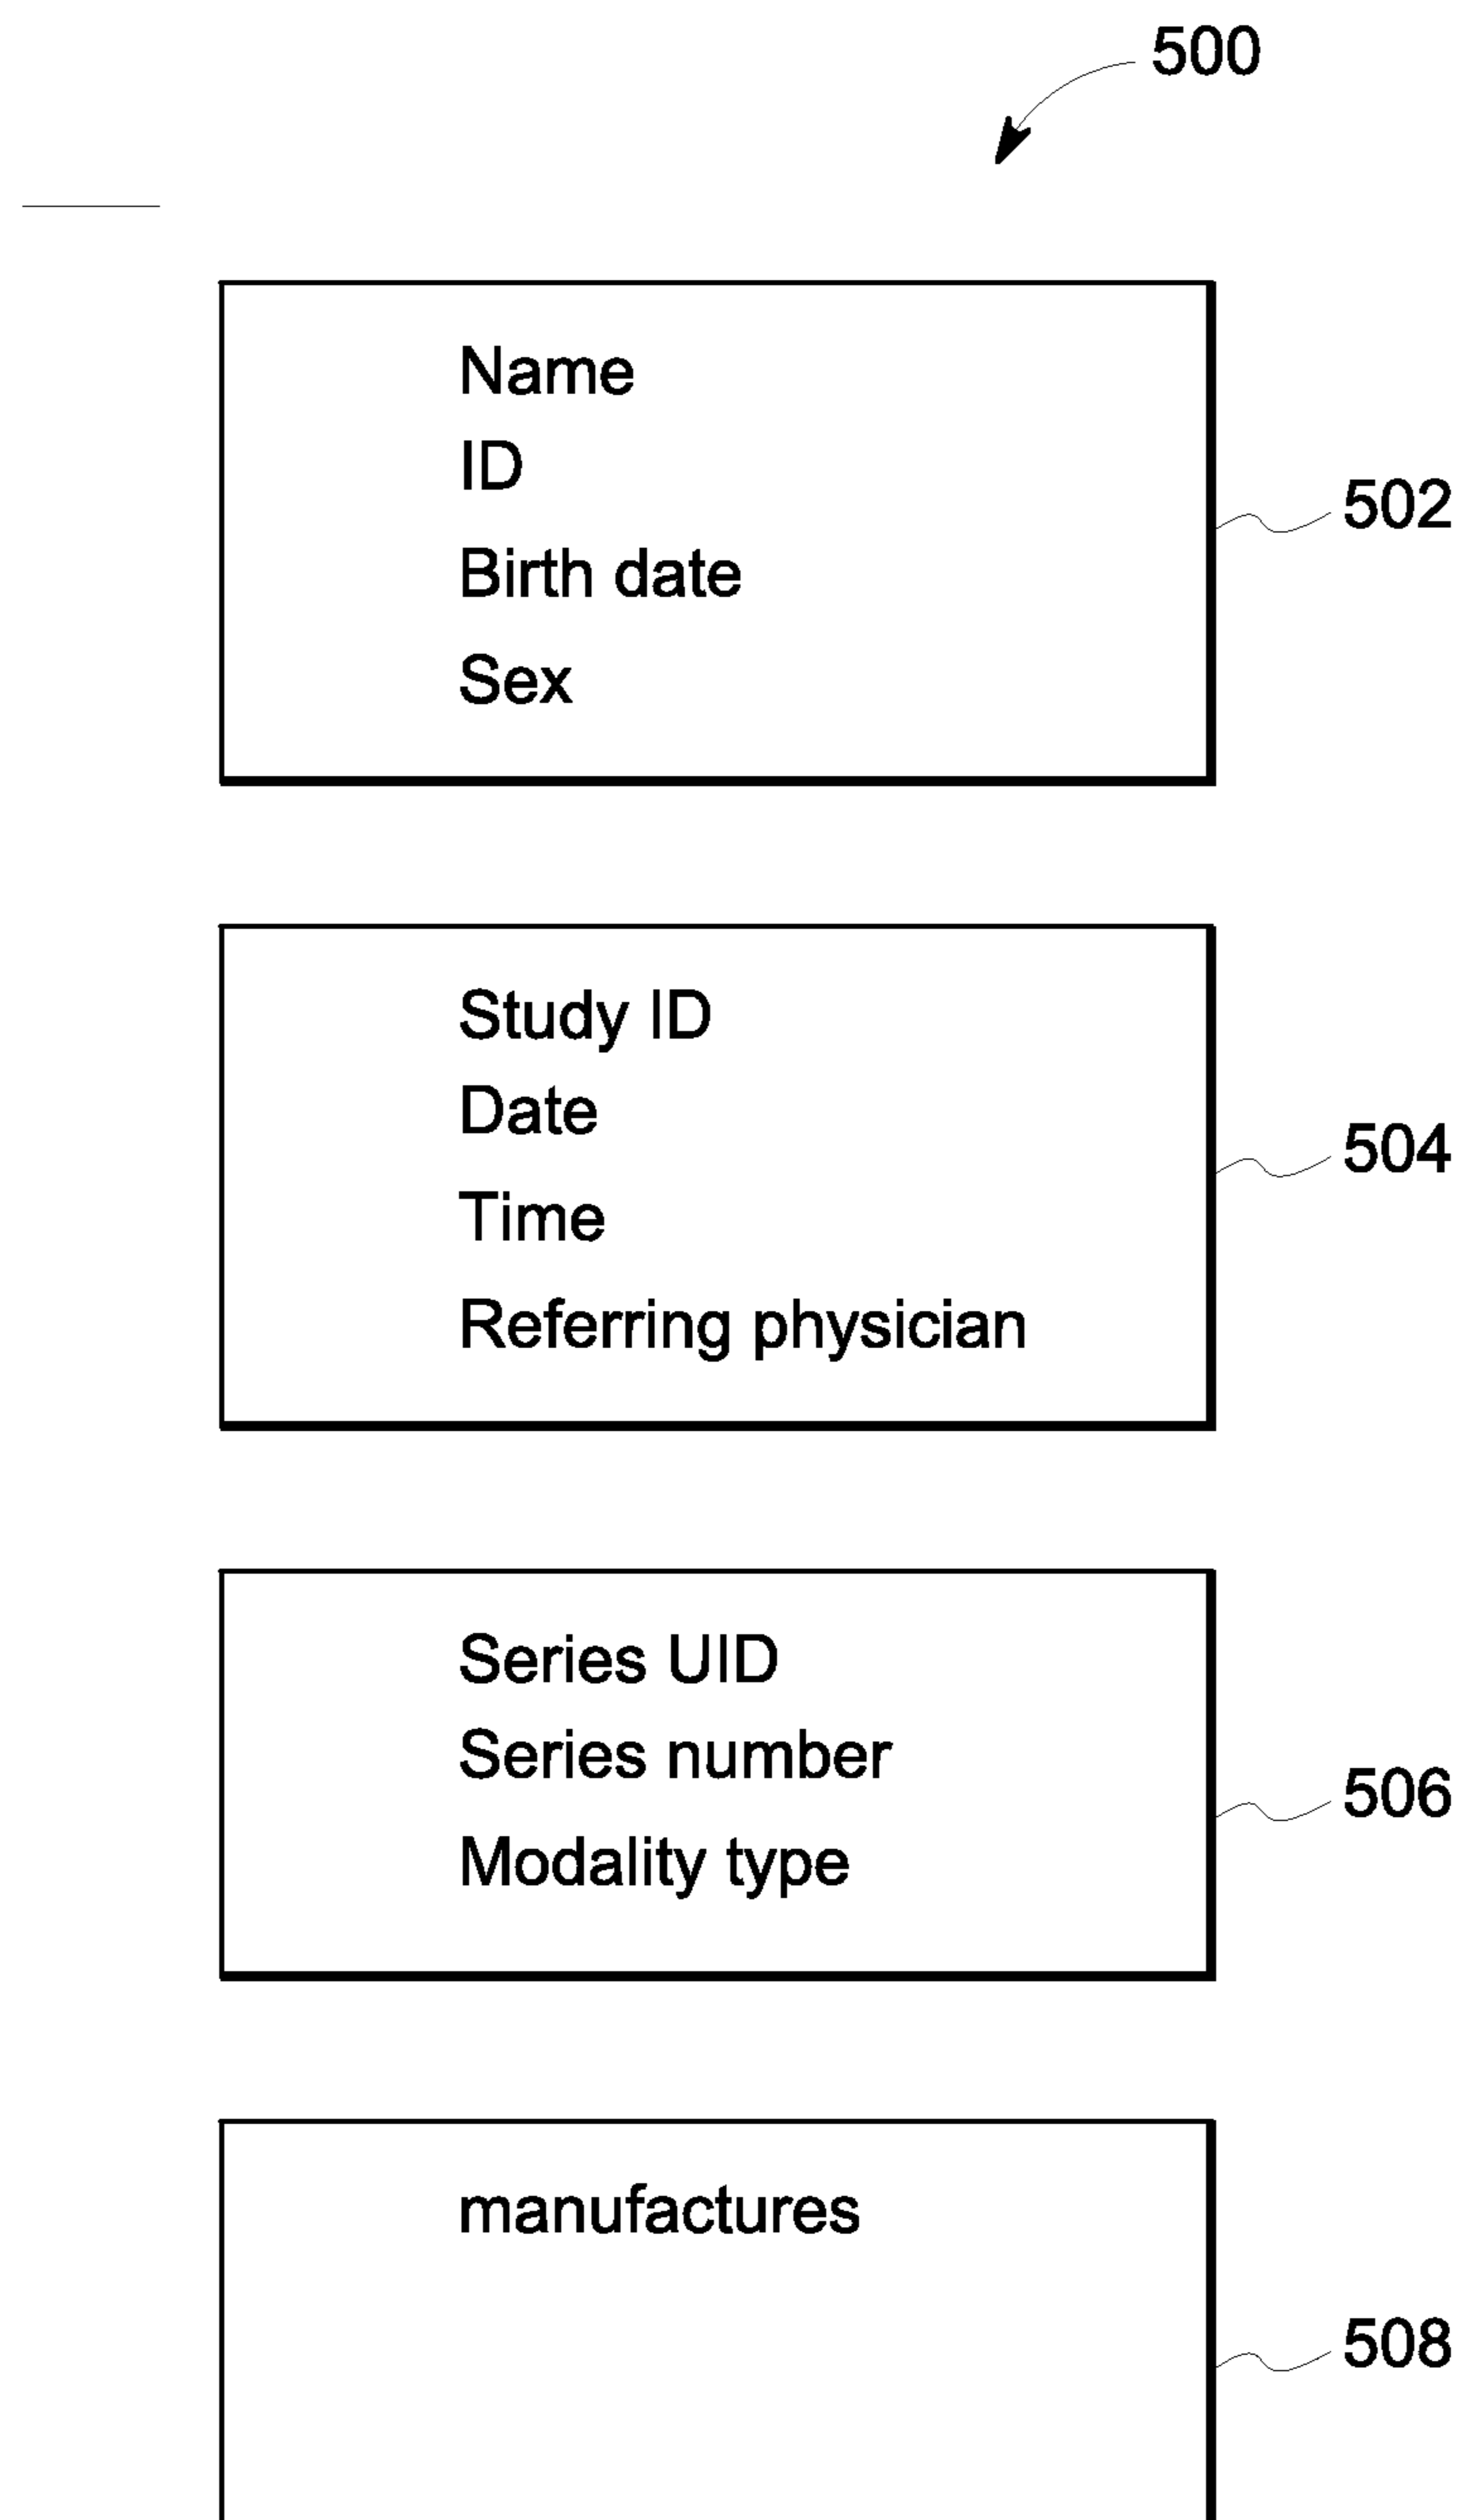 500
Name
ID
502
Birth date
Sex
Study ID
Date
504
Time
Referring physician
Series UID
Series number
506
Modality type
manufactures
508